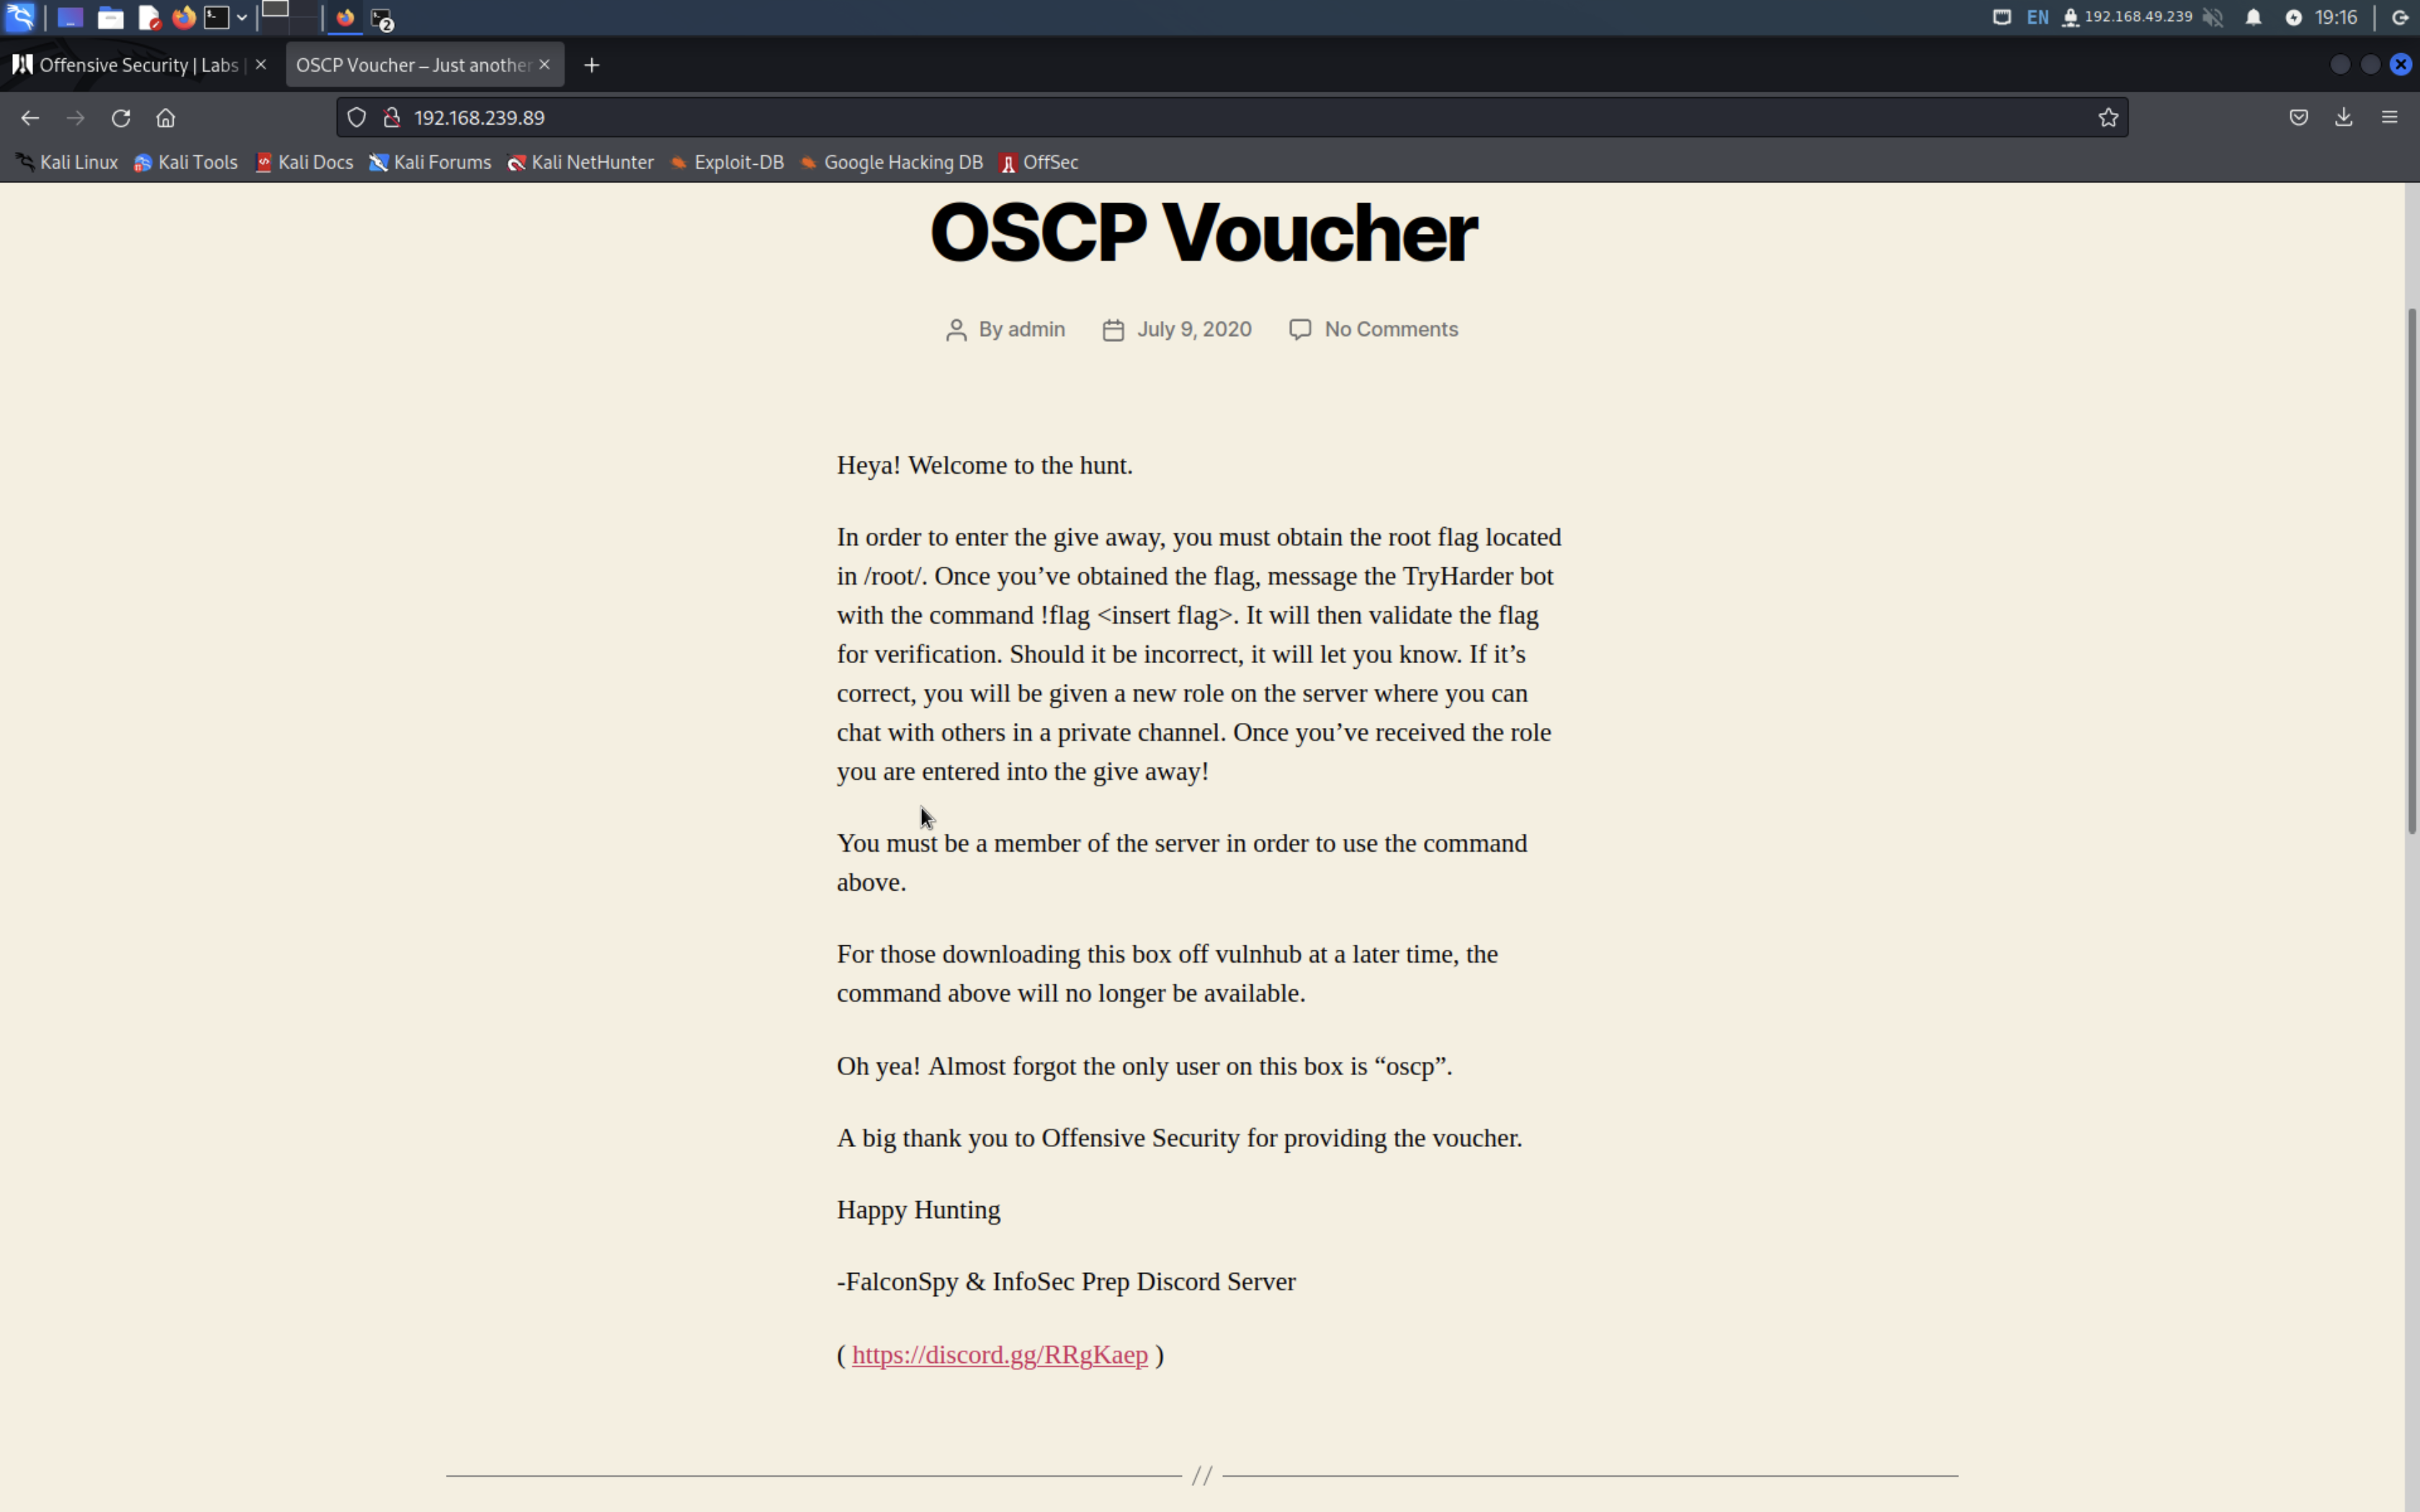 EN 192.168.49.239 19:16
2
Offensive Security | Labs |
OSCP Voucher – Just another
192.168.239.89
Kali Linux Kali Tools Kali Docs Kali Forums Kali NetHunter Exploit-DB Google Hacking DB OffSec
OSCP Voucher
By admin July 9, 2020 No Comments
Heya! Welcome to the hunt.
In order to enter the give away, you must obtain the root flag located
in /root/. Once you’ve obtained the flag, message the TryHarder bot
with the command !flag <insert flag>. It will then validate the flag
for verification. Should it be incorrect, it will let you know. If it’s
correct, you will be given a new role on the server where you can
chat with others in a private channel. Once you’ve received the role
you are entered into the give away!
You must be a member of the server in order to use the command
above.
For those downloading this box off vulnhub at a later time, the
command above will no longer be available.
Oh yea! Almost forgot the only user on this box is “oscp”.
A big thank you to Offensive Security for providing the voucher.
Happy Hunting
-FalconSpy & InfoSec Prep Discord Server
( https://discord.gg/RRgKaep )
//